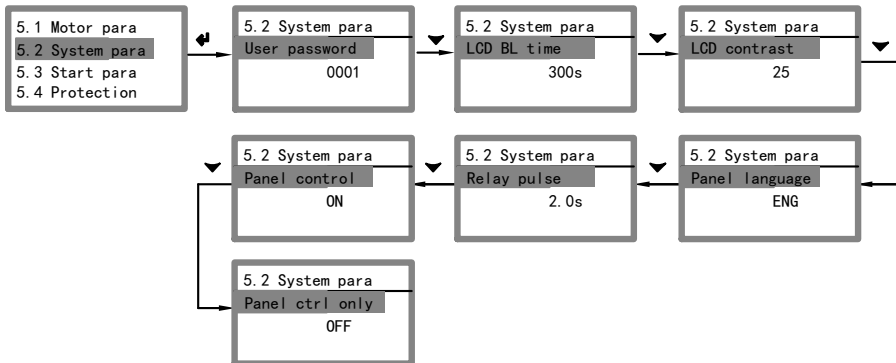 5.1 Motor para
5.2 System para
5.3 Start para
5.4 Protection
5.2 System para
User password
0001
5.2 System para
LCD BL time
300s
5.2 System para
LCD contrast
25
5.2 System para
Panel control
ON
5.2 System para
Relay pulse
2.0s
5.2 System para
Panel language
ENG
5.2 System para
Panel ctrl only
OFF